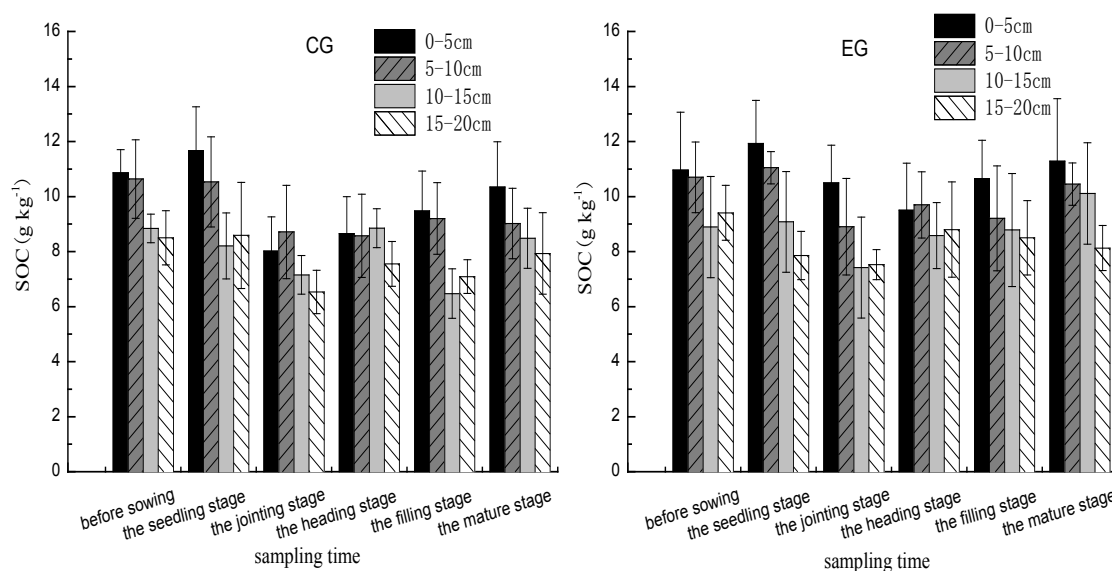 CG
0-5cm
5-10cm
10-15cm
15-20cm
SOC (g kg⁻¹)
16
14
12
10
8
6
4
2
0
before sowing
the seedling stage
the jointing stage
the heading stage
the filling stage
the mature stage
sampling time
EG
0-5cm
5-10cm
10-15cm
15-20cm
SOC (g kg⁻¹)
16
14
12
10
8
6
4
2
0
before sowing
the seedling stage
the jointing stage
the heading stage
the filling stage
the mature stage
sampling time